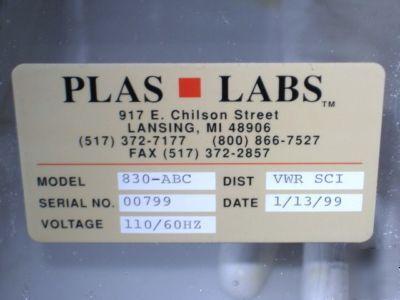 PLAS LABS™
917 E. Chilson Street
LANSING, MI 48906
(517) 372-7177 (800) 866-7527
FAX (517) 372-2857
MODEL 830-ABC DIST VWR SCI
SERIAL NO. 00799 DATE 1/13/99
VOLTAGE 110/60HZ